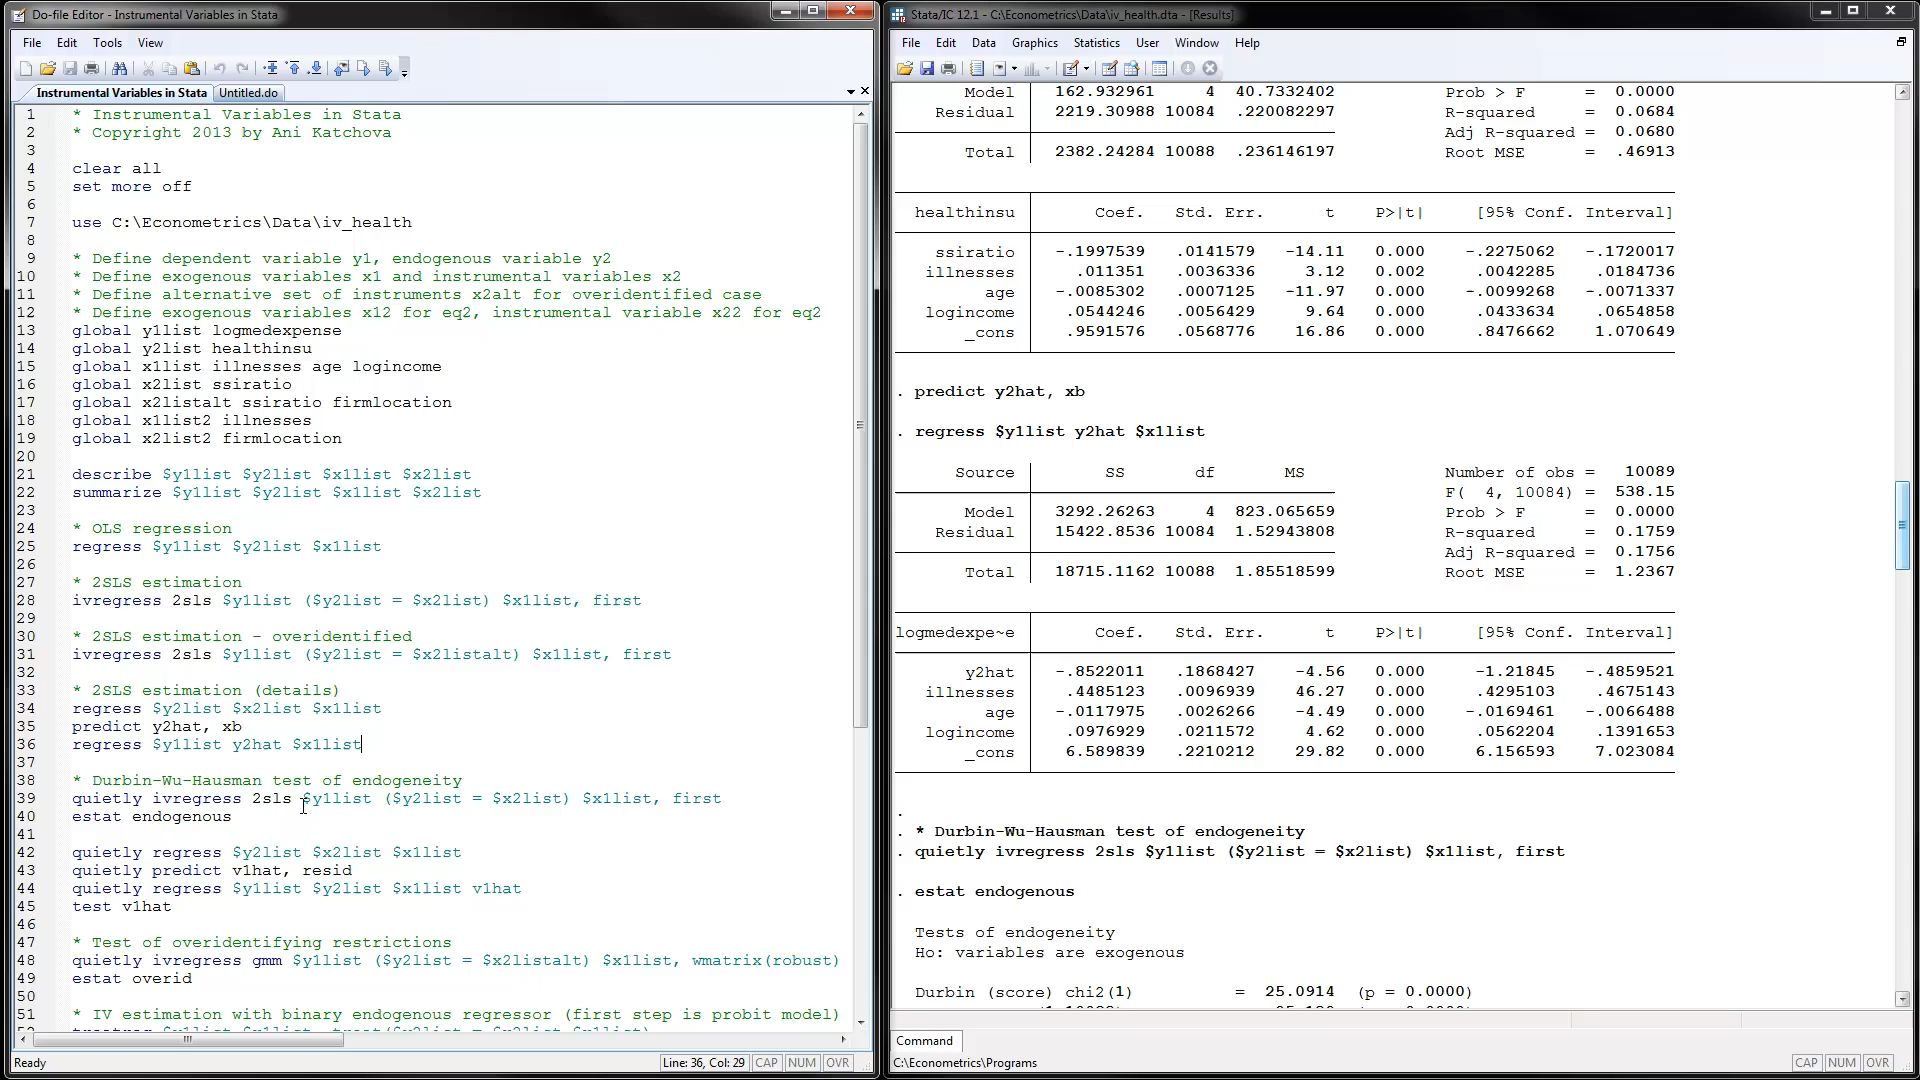 Do-file Editor - Instrumental Variables in Stata
File Edit Tools View
Instrumental Variables in Stata Untitled.do
1 * Instrumental Variables in Stata
2 * Copyright 2013 by Ani Katchova
3
4 clear all
5 set more off
6
7 use C:\Econometrics\Data\iv_health
8
9 * Define dependent variable y1, endogenous variable y2
10 * Define exogenous variables x1 and instrumental variables x2
11 * Define alternative set of instruments x2alt for overidentified case
12 * Define exogenous variables x12 for eq2, instrumental variable x22 for eq2
13 global y1list logmedexpense
14 global y2list healthinsu
15 global x1list illnesses age logincome
16 global x2list ssiratio
17 global x2listalt ssiratio firmlocation
18 global x1list2 illnesses
19 global x2list2 firmlocation
20
21 describe $y1list $y2list $x1list $x2list
22 summarize $y1list $y2list $x1list $x2list
23
24 * OLS regression
25 regress $y1list $y2list $x1list
26
27 * 2SLS estimation
28 ivregress 2sls $y1list ($y2list = $x2list) $x1list, first
29
30 * 2SLS estimation - overidentified
31 ivregress 2sls $y1list ($y2list = $x2listalt) $x1list, first
32
33 * 2SLS estimation (details)
34 regress $y2list $x2list $x1list
35 predict y2hat, xb
36 regress $y1list y2hat $x1list
37
38 * Durbin-Wu-Hausman test of endogeneity
39 quietly ivregress 2sls $y1list ($y2list = $x2list) $x1list, first
40 estat endogenous
41
42 quietly regress $y2list $x2list $x1list
43 quietly predict v1hat, resid
44 quietly regress $y1list $y2list $x1list v1hat
45 test v1hat
46
47 * Test of overidentifying restrictions
48 quietly ivregress gmm $y1list ($y2list = $x2listalt) $x1list, wmatrix(robust)
49 estat overid
50
51 * IV estimation with binary endogenous regressor (first step is probit model)
Ready Line: 36, Col: 29 CAP NUM OVR
Stata/IC 12.1 - C:\Econometrics\Data\iv_health.dta - [Results]
File Edit Data Graphics Statistics User Window Help
Model 162.932961 4 40.7332402 Prob > F = 0.0000
Residual 2219.30988 10084 .220082297 R-squared = 0.0684
Adj R-squared = 0.0680
Total 2382.24284 10088 .236146197 Root MSE = .46913
healthinsu Coef. Std. Err. t P>|t| [95% Conf. Interval]
ssiratio -.1997539 .0141579 -14.11 0.000 -.2275062 -.1720017
illnesses .011351 .0036336 3.12 0.002 .0042285 .0184736
age -.0085302 .0007125 -11.97 0.000 -.0099268 -.0071337
logincome .0544246 .0056429 9.64 0.000 .0433634 .0654858
_cons .9591576 .0568776 16.86 0.000 .8476662 1.070649
. predict y2hat, xb
. regress $y1list y2hat $x1list
Source SS df MS Number of obs = 10089
F( 4, 10084) = 538.15
Model 3292.26263 4 823.065659 Prob > F = 0.0000
Residual 15422.8536 10084 1.52943808 R-squared = 0.1759
Adj R-squared = 0.1756
Total 18715.1162 10088 1.85518599 Root MSE = 1.2367
logmedexpe~e Coef. Std. Err. t P>|t| [95% Conf. Interval]
y2hat -.8522011 .1868427 -4.56 0.000 -1.21845 -.4859521
illnesses .4485123 .0096939 46.27 0.000 .4295103 .4675143
age -.0117975 .0026266 -4.49 0.000 -.0169461 -.0066488
logincome .0976929 .0211572 4.62 0.000 .0562204 .1391653
_cons 6.589839 .2210212 29.82 0.000 6.156593 7.023084
.
. * Durbin-Wu-Hausman test of endogeneity
. quietly ivregress 2sls $y1list ($y2list = $x2list) $x1list, first
. estat endogenous
Tests of endogeneity
Ho: variables are exogenous
Durbin (score) chi2(1) = 25.0914 (p = 0.0000)
Command
C:\Econometrics\Programs CAP NUM OVR